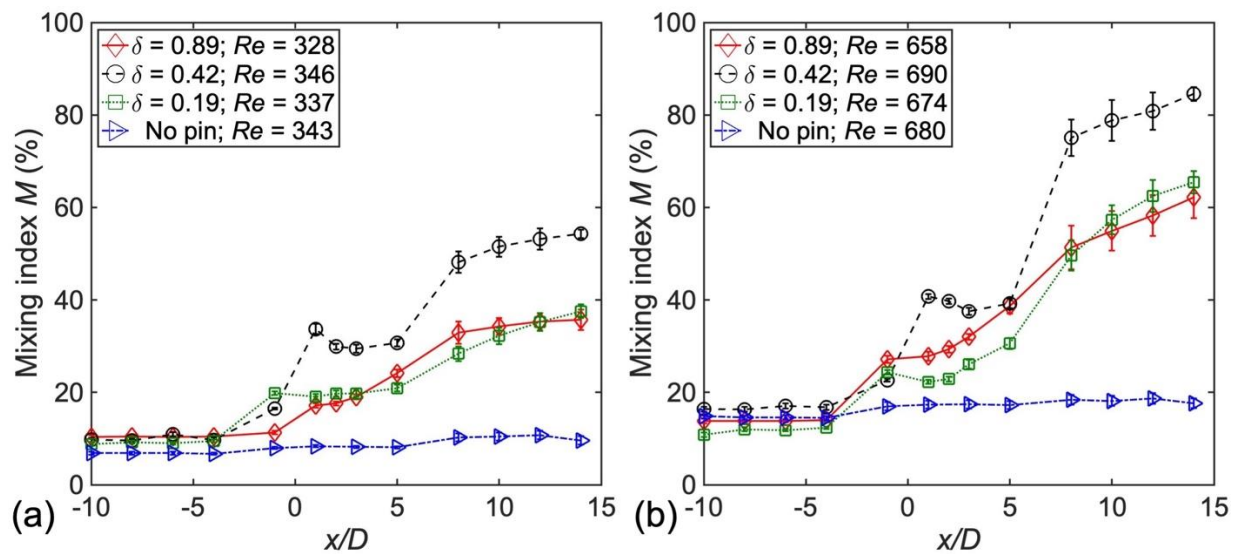 100
80
60
40
20
0
Mixing index M (%)
δ = 0.89; Re = 328
δ = 0.42; Re = 346
δ = 0.19; Re = 337
No pin; Re = 343
-10 -5 0 5 10 15
x/D
(a)
100
80
60
40
20
0
Mixing index M (%)
δ = 0.89; Re = 658
δ = 0.42; Re = 690
δ = 0.19; Re = 674
No pin; Re = 680
-10 -5 0 5 10 15
x/D
(b)